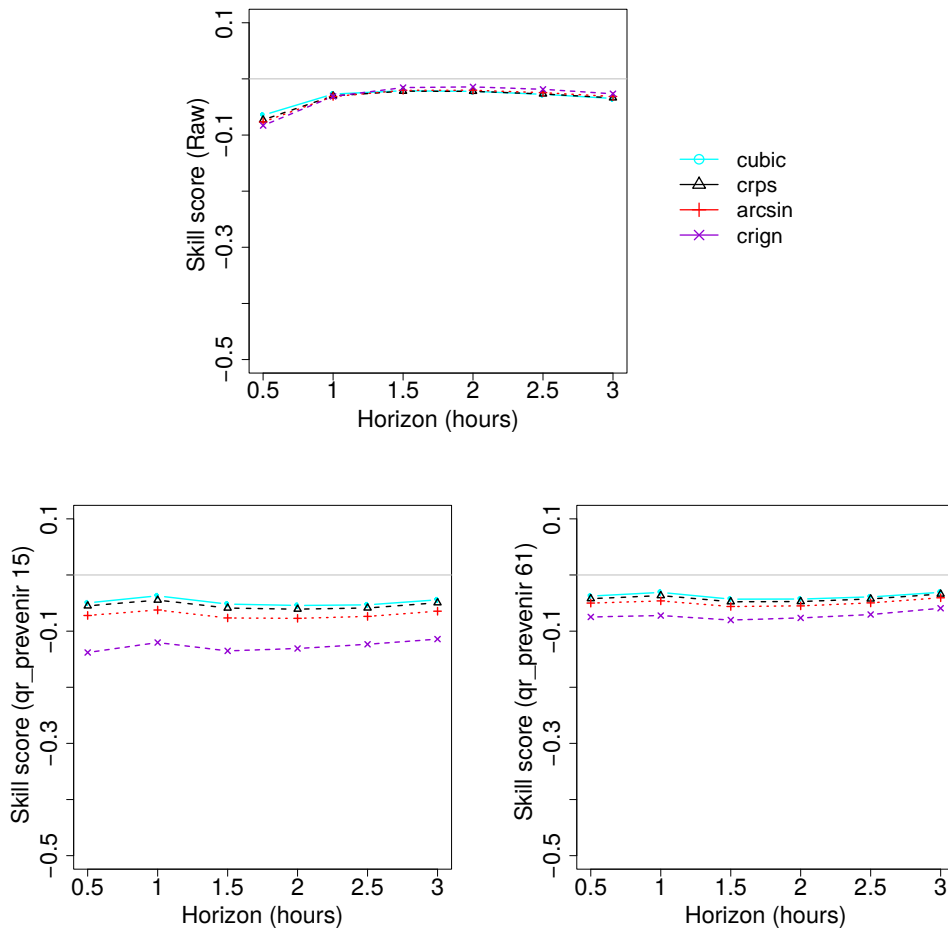 0.1
−0.1
−0.3
−0.5
Skill score (Raw)
0.5 1 1.5 2 2.5 3
Horizon (hours)
cubic
crps
arcsin
crign
0.1
−0.1
−0.3
−0.5
Skill score (qr_prevenir 15)
0.5 1 1.5 2 2.5 3
Horizon (hours)
0.1
−0.1
−0.3
−0.5
Skill score (qr_prevenir 61)
0.5 1 1.5 2 2.5 3
Horizon (hours)